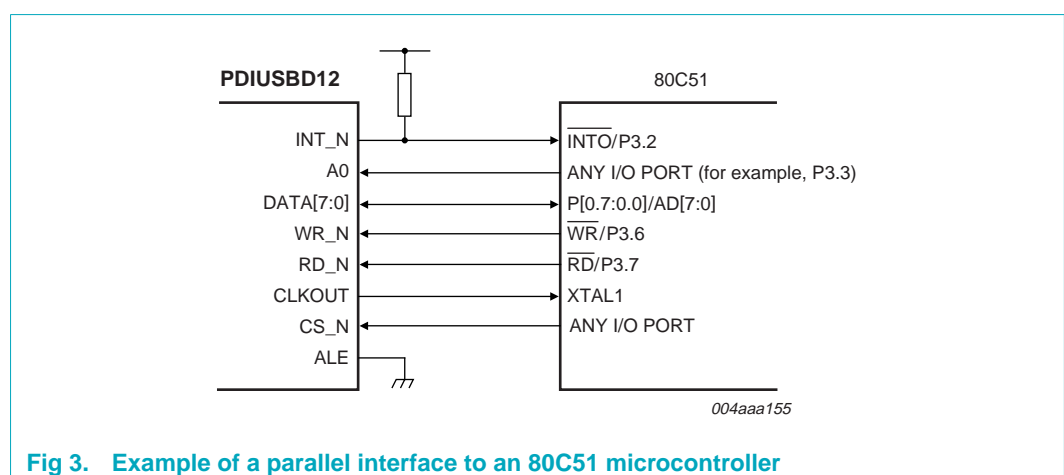 PDIUSBD12
80C51
INT_N
INTO/P3.2
A0
ANY I/O PORT (for example, P3.3)
DATA[7:0]
P[0.7:0.0]/AD[7:0]
WR_N
WR/P3.6
RD_N
RD/P3.7
CLKOUT
XTAL1
CS_N
ANY I/O PORT
ALE
004aaa155
Fig 3. Example of a parallel interface to an 80C51 microcontroller